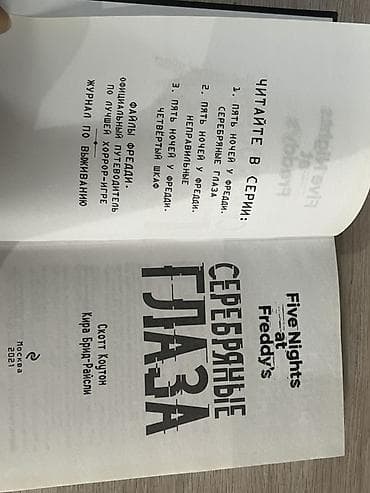 ЧИТАЙТЕ В СЕРИИ:
1. ПЯТЬ НОЧЕЙ У ФРЕДДИ.
СЕРЕБРЯНЫЕ ГЛАЗА
2. ПЯТЬ НОЧЕЙ У ФРЕДДИ.
НЕПРАВИЛЬНЫЕ
3. ПЯТЬ НОЧЕЙ У ФРЕДДИ.
ЧЕТВЁРТЫЙ ШКАФ
ФАЙЛЫ ФРЕДДИ.
ОФИЦИАЛЬНЫЙ ПУТЕВОДИТЕЛЬ
ПО ЛУЧШЕЙ ХОРРОР-ИГРЕ
ЖУРНАЛ ПО ВЫЖИВАНИЮ
Five Nights
at
Freddy's
СЕРЕБРЯНЫЕ
ГЛАЗА
Скотт Коутон
Кира Брид-Райсли
Москва
2021